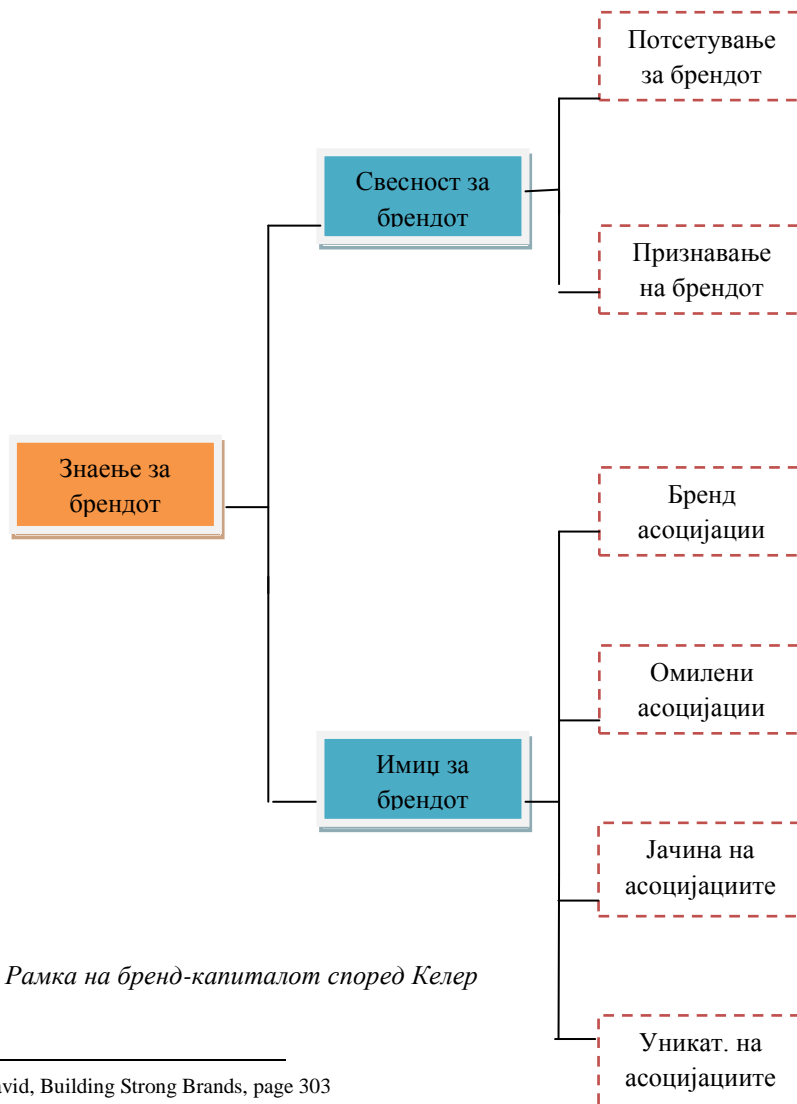 Потсетување
за брендот
Свесност за
брендот
Признавање
на брендот
Знаење за
брендот
Бренд
асоцијации
Омилени
асоцијации
Имиџ за
брендот
Јачина на
асоцијациите
Рамка на бренд-капиталот според Келер
Уникат. на
асоцијациите
vid, Building Strong Brands, page 303